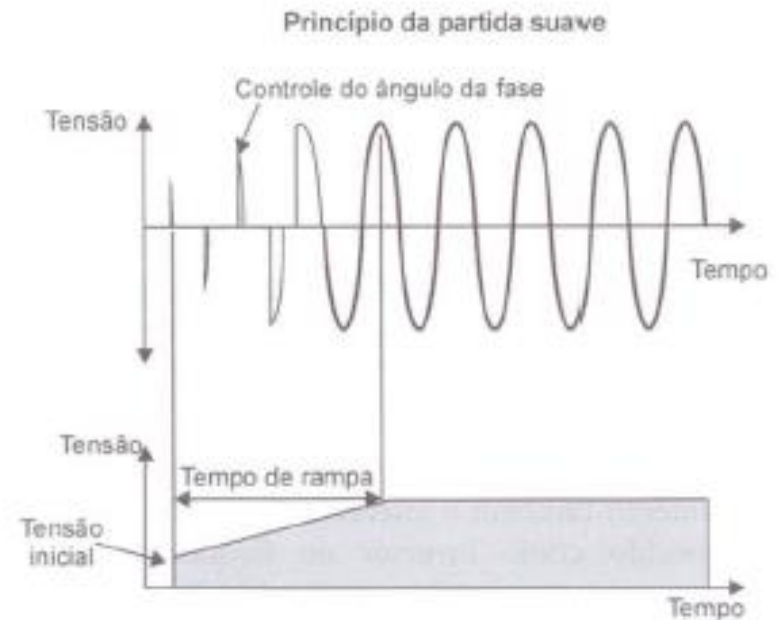 Princípio da partida suave
Controle do ângulo da fase
Tensão
Tempo
Tensão
Tempo de rampa
Tensão
inicial
Tempo